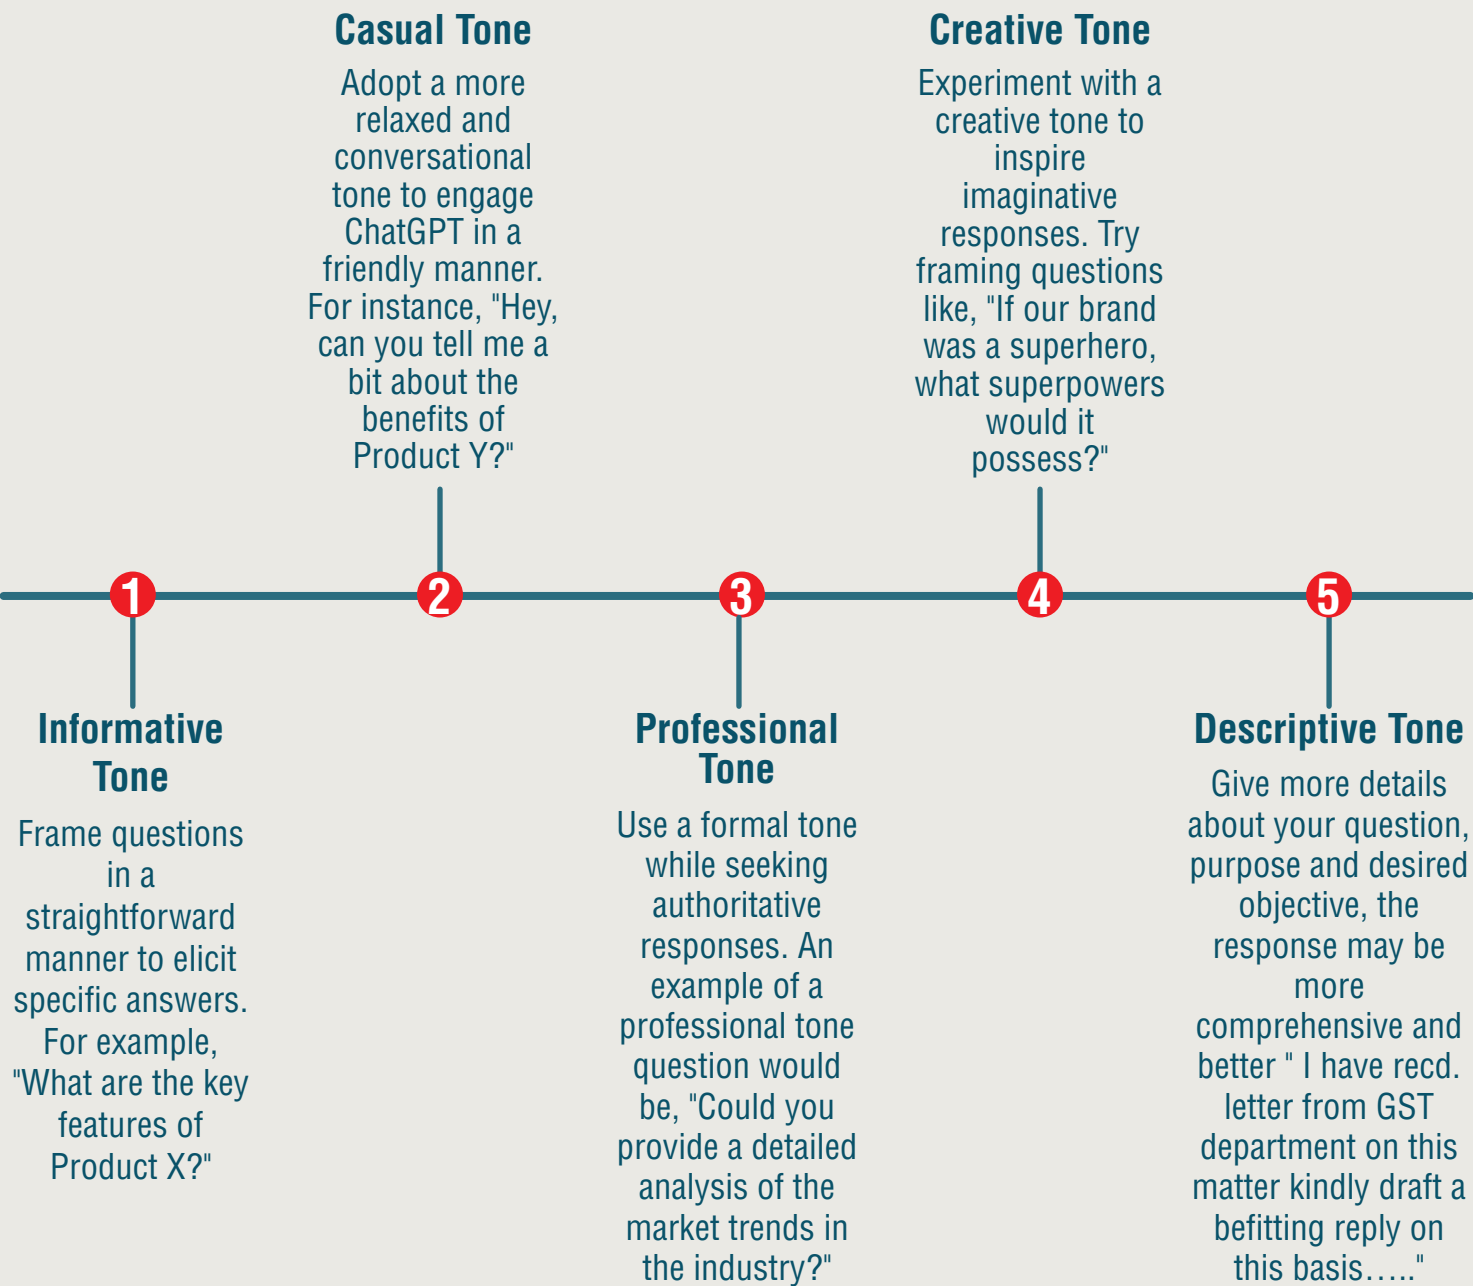 Casual Tone
Adopt a more
relaxed and
conversational
tone to engage
ChatGPT in a
friendly manner.
For instance, "Hey,
can you tell me a
bit about the
benefits of
Product Y?"
Creative Tone
Experiment with a
creative tone to
inspire
imaginative
responses. Try
framing questions
like, "If our brand
was a superhero,
what superpowers
would it
possess?"
1
2
3
4
5
Informative
Tone
Frame questions
in a
straightforward
manner to elicit
specific answers.
For example,
"What are the key
features of
Product X?"
Professional
Tone
Use a formal tone
while seeking
authoritative
responses. An
example of a
professional tone
question would
be, "Could you
provide a detailed
analysis of the
market trends in
the industry?"
Descriptive Tone
Give more details
about your question,
purpose and desired
objective, the
response may be
more
comprehensive and
better " I have recd.
letter from GST
department on this
matter kindly draft a
befitting reply on
this basis….."